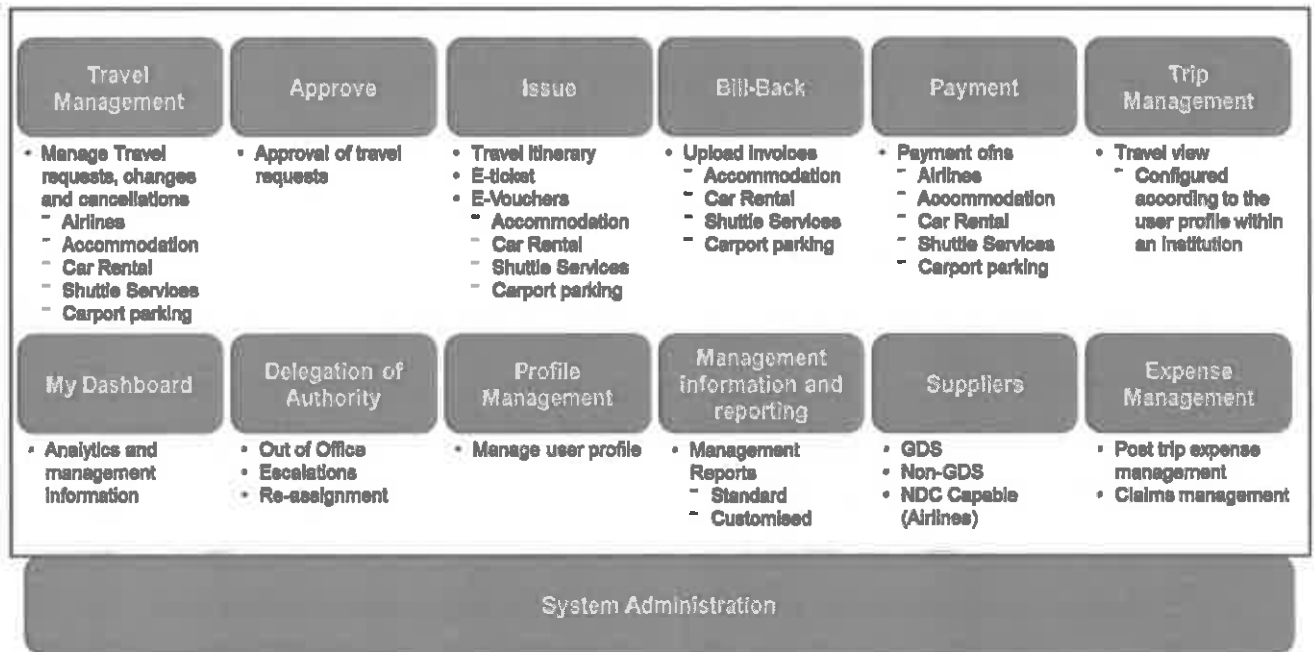 Travel
Management
Approve
Issue
Bill-Back
Payment
Trip
Management
• Manage Travel
requests, changes
and cancellations
- Airlines
- Accommodation
- Car Rental
- Shuttle Services
- Carport parking
• Approval of travel
requests
• Travel Itinerary
• E-ticket
• E-Vouchers
- Accommodation
- Car Rental
- Shuttle Services
- Carport parking
• Upload invoices
- Accommodation
- Car Rental
- Shuttle Services
- Carport parking
• Payment ofns
- Airlines
- Accommodation
- Car Rental
- Shuttle Services
- Carport parking
• Travel view
- Configured
according to the
user profile within
an institution
My Dashboard
Delegation of
Authority
Profile
Management
Management
information and
reporting
Suppliers
Expense
Management
• Analytics and
management
information
• Out of Office
• Escalations
• Re-assignment
• Manage user profile
• Management
Reports
- Standard
- Customised
• GDS
• Non-GDS
• NDC Capable
(Airlines)
• Post trip expense
management
• Claims management
System Administration